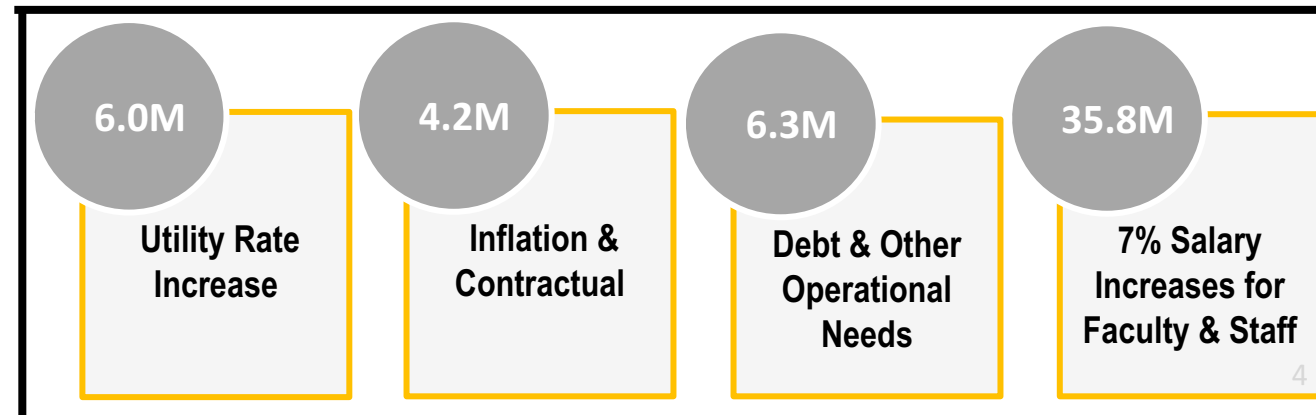 6.0M
Utility Rate
Increase
4.2M
Inflation &
Contractual
6.3M
Debt & Other
Operational
Needs
35.8M
7% Salary
Increases for
Faculty & Staff
4